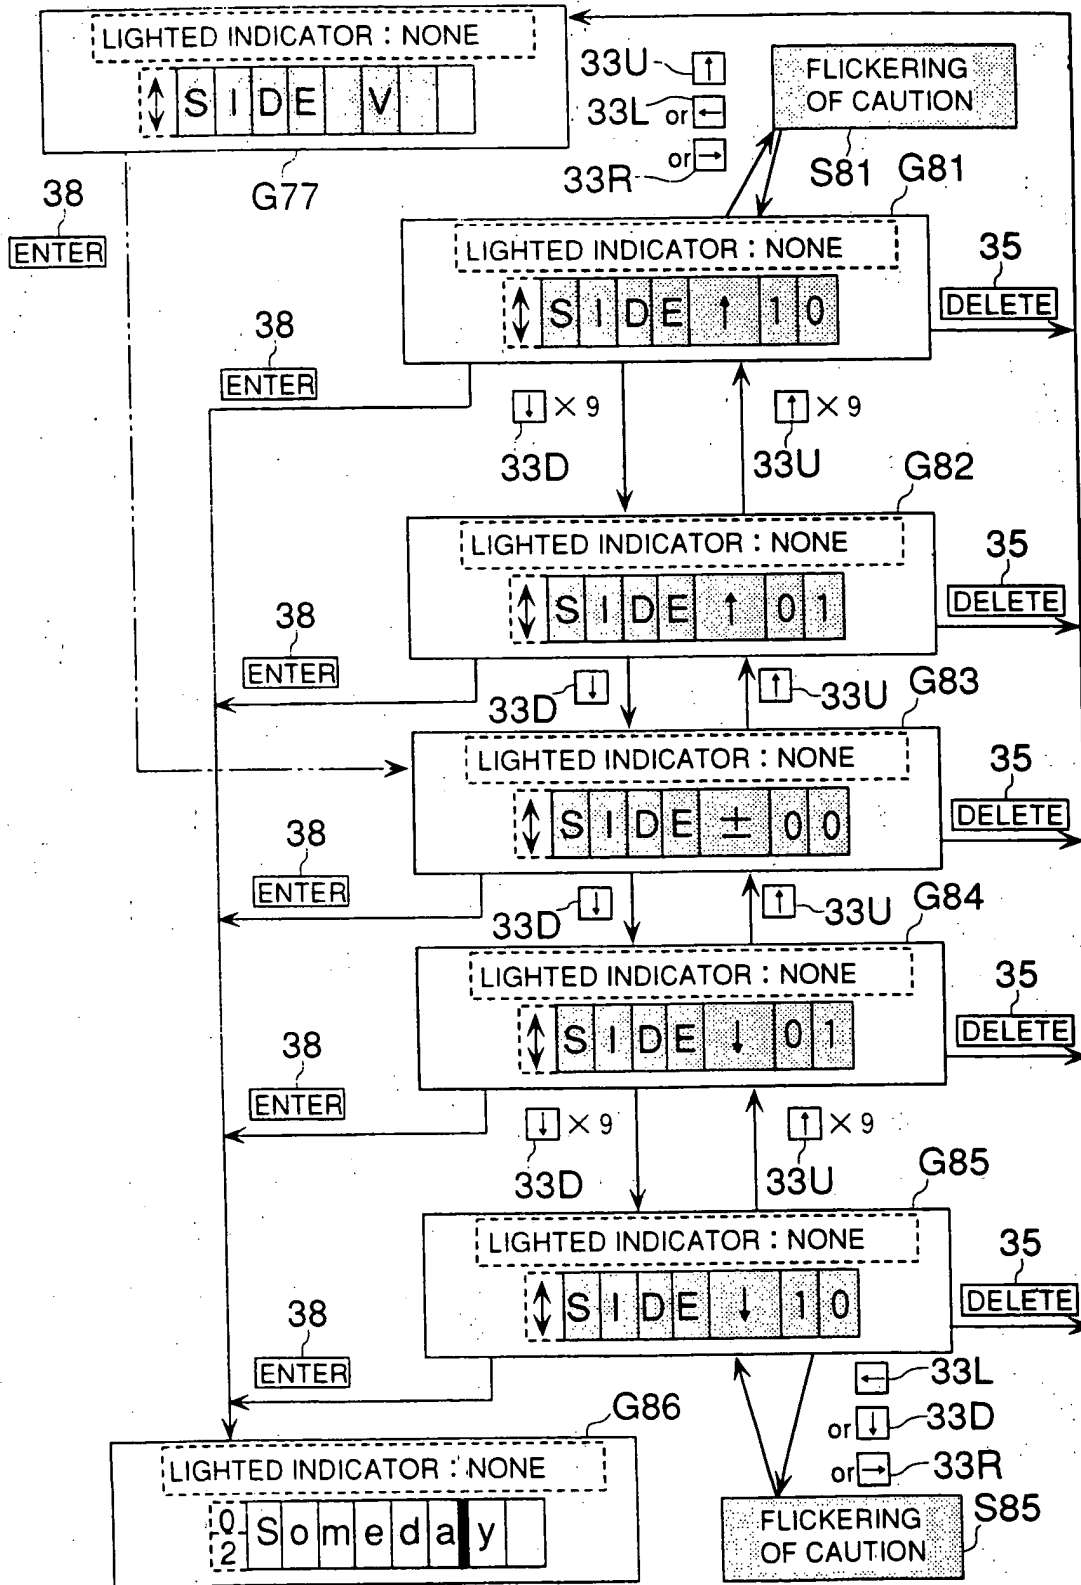 LIGHTED INDICATOR : NONE
↕ SIDE V
G77
38
ENTER
33U ↑
33L or ←
33R or →
FLICKERING
OF CAUTION
S81
G81
LIGHTED INDICATOR : NONE
↕ SIDE ↑ 10
35
DELETE
38
ENTER
↓ × 9
33D
↑ × 9
33U
G82
LIGHTED INDICATOR : NONE
↕ SIDE ↑ 01
35
DELETE
38
ENTER
33D ↓
↑ 33U
G83
LIGHTED INDICATOR : NONE
↕ SIDE ± 00
35
DELETE
38
ENTER
33D ↓
↑ 33U
G84
LIGHTED INDICATOR : NONE
↕ SIDE ↓ 01
35
DELETE
38
ENTER
↓ × 9
33D
↑ × 9
33U
G85
LIGHTED INDICATOR : NONE
↕ SIDE ↓ 10
35
DELETE
38
ENTER
← 33L
or ↓ 33D
or → 33R
G86
LIGHTED INDICATOR : NONE
0
2
Someday
FLICKERING
OF CAUTION
S85